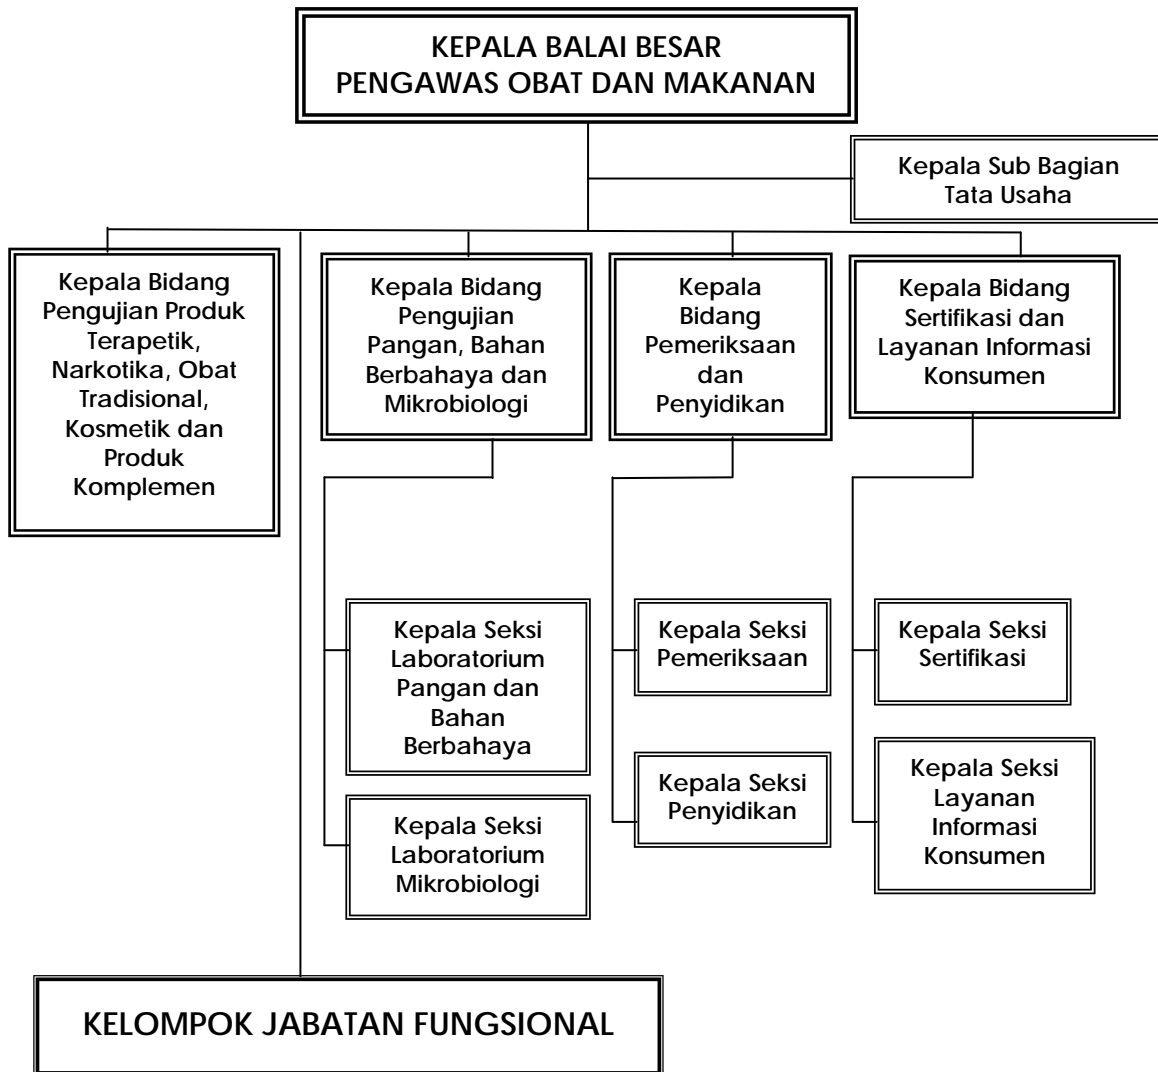 KEPALA BALAI BESAR
PENGAWAS OBAT DAN MAKANAN
Kepala Sub Bagian
Tata Usaha
Kepala Bidang
Pengujian Produk
Terapetik,
Narkotika, Obat
Tradisional,
Kosmetik dan
Produk
Komplemen
Kepala Bidang
Pengujian
Pangan, Bahan
Berbahaya dan
Mikrobiologi
Kepala
Bidang
Pemeriksaan
dan
Penyidikan
Kepala Bidang
Sertifikasi dan
Layanan Informasi
Konsumen
Kepala Seksi
Laboratorium
Pangan dan
Bahan
Berbahaya
Kepala Seksi
Pemeriksaan
Kepala Seksi
Sertifikasi
Kepala Seksi
Laboratorium
Mikrobiologi
Kepala Seksi
Penyidikan
Kepala Seksi
Layanan
Informasi
Konsumen
KELOMPOK JABATAN FUNGSIONAL